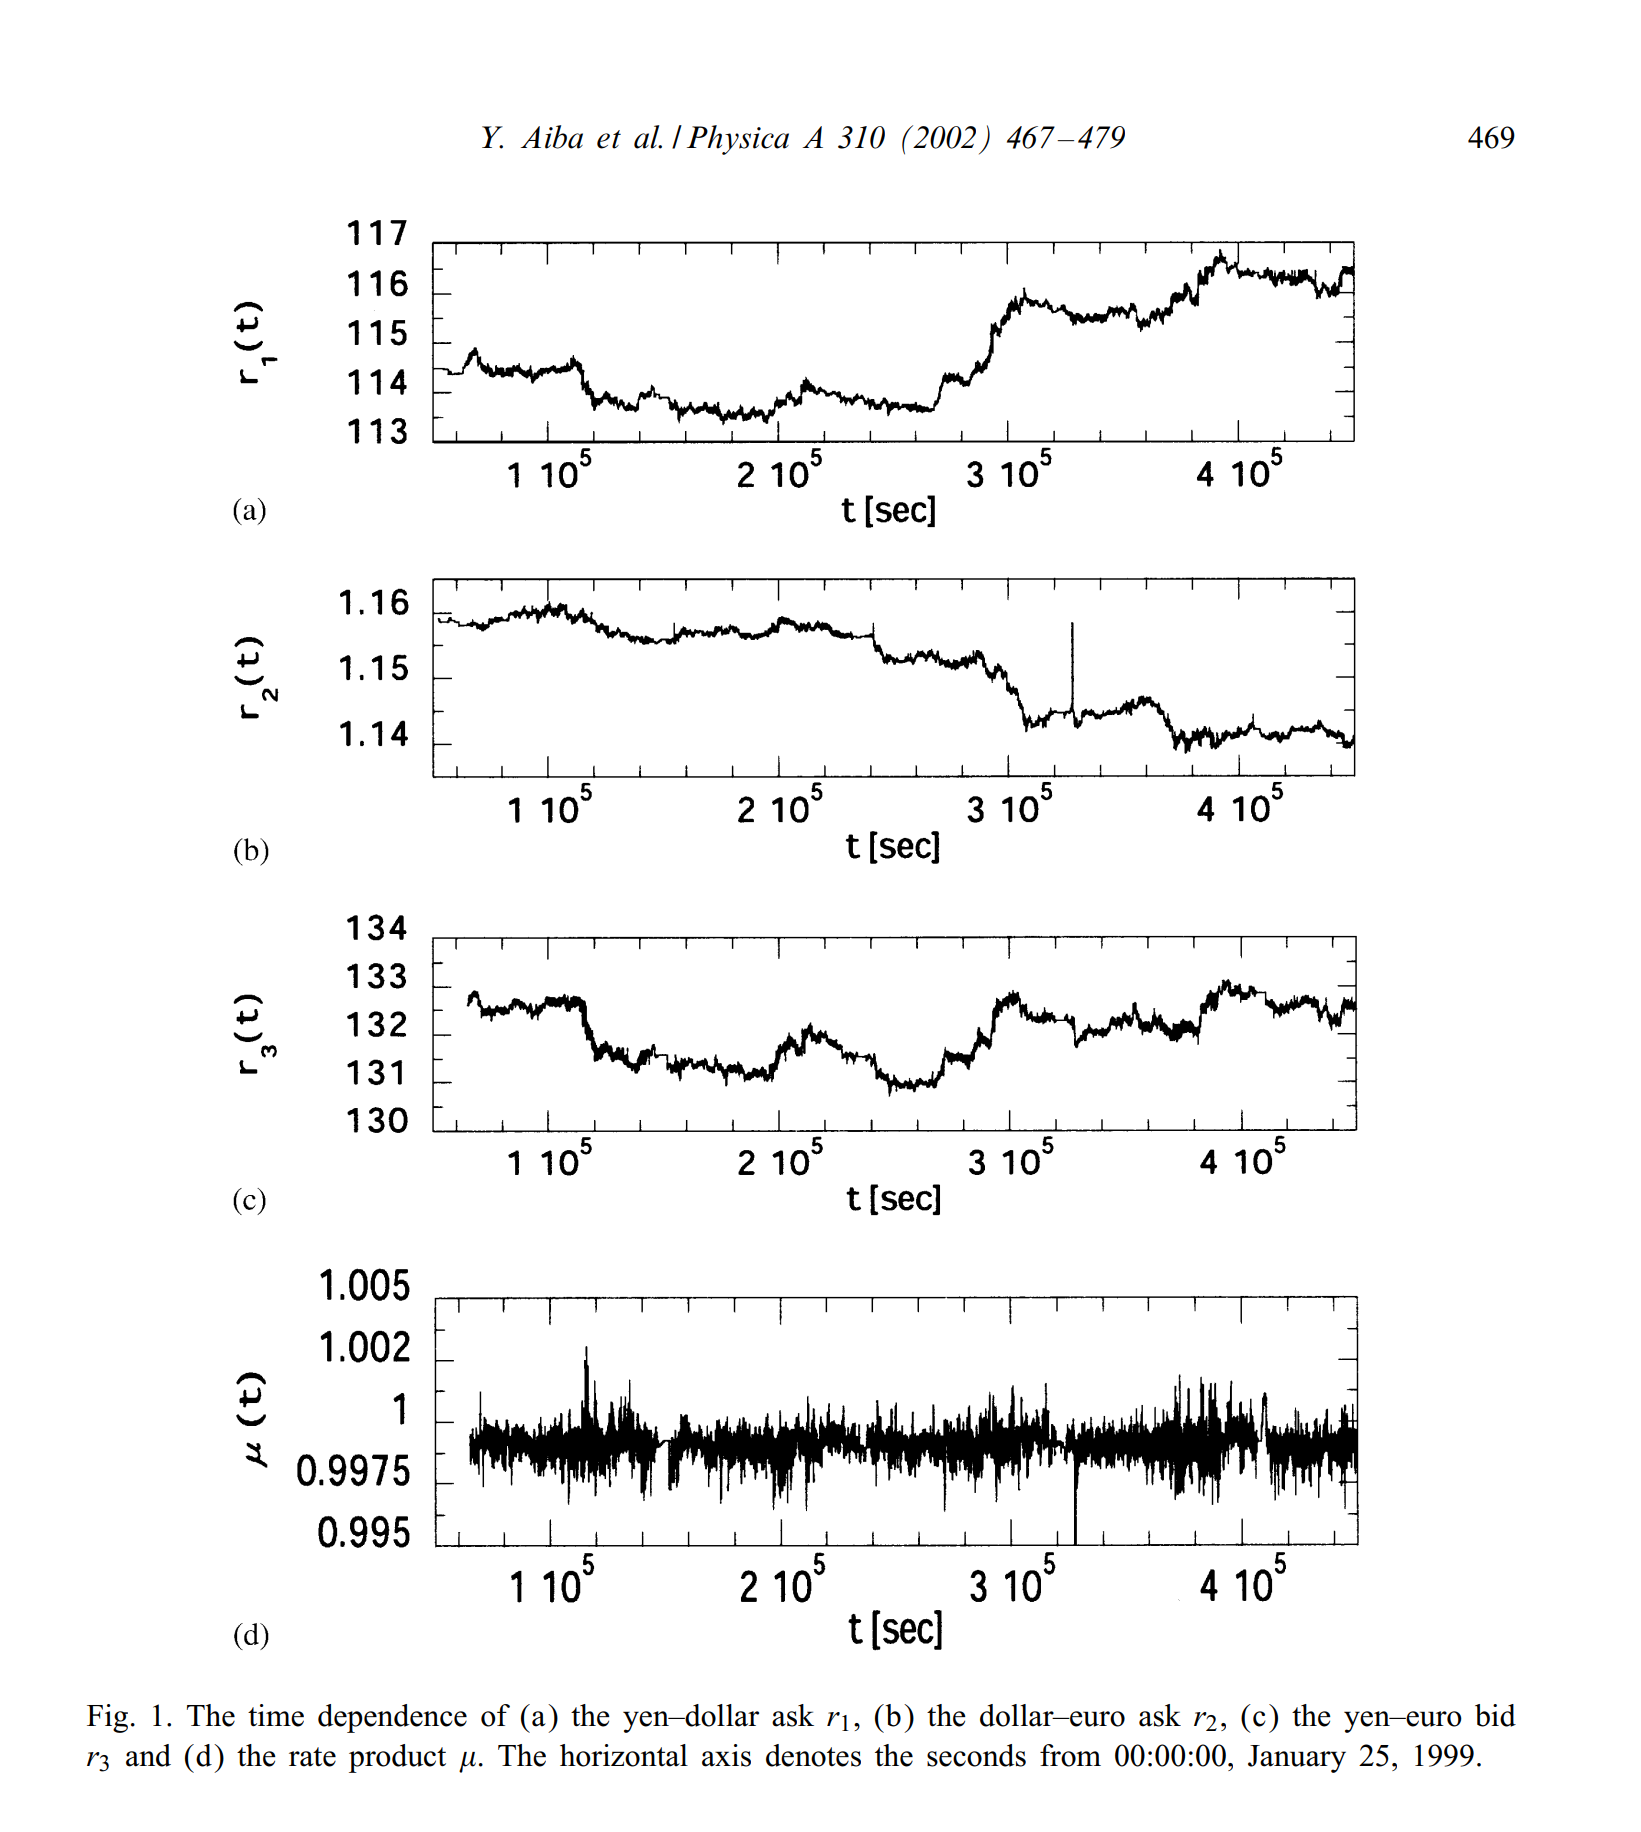 Y. Aiba et al. / Physica A 310 (2002) 467–479 469
117
116
115
114
113
r1(t)
1 10^5 2 10^5 3 10^5 4 10^5
t [sec]
(a)
1.16
1.15
1.14
r2(t)
1 10^5 2 10^5 3 10^5 4 10^5
t [sec]
(b)
134
133
132
131
130
r3(t)
1 10^5 2 10^5 3 10^5 4 10^5
t [sec]
(c)
1.005
1.002
1
0.9975
0.995
μ(t)
1 10^5 2 10^5 3 10^5 4 10^5
t [sec]
(d)
Fig. 1. The time dependence of (a) the yen–dollar ask r1, (b) the dollar–euro ask r2, (c) the yen–euro bid
r3 and (d) the rate product μ. The horizontal axis denotes the seconds from 00:00:00, January 25, 1999.